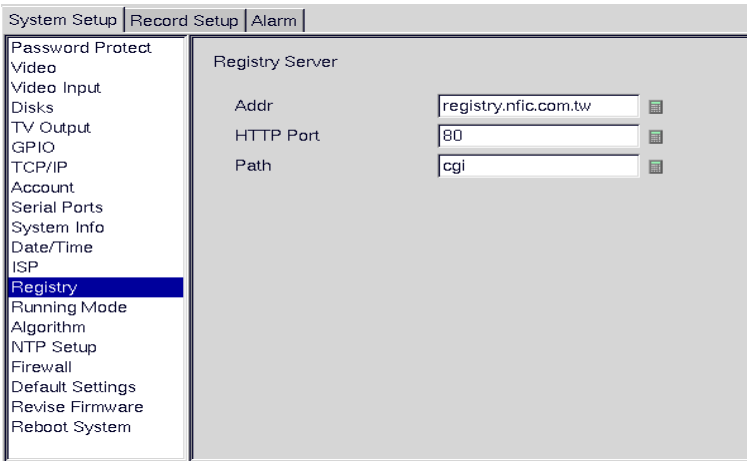 System Setup Record Setup Alarm
Password Protect
Video
Video Input
Disks
TV Output
GPIO
TCP/IP
Account
Serial Ports
System Info
Date/Time
ISP
Registry
Running Mode
Algorithm
NTP Setup
Firewall
Default Settings
Revise Firmware
Reboot System
Registry Server
Addr registry.nfic.com.tw
HTTP Port 80
Path cgi